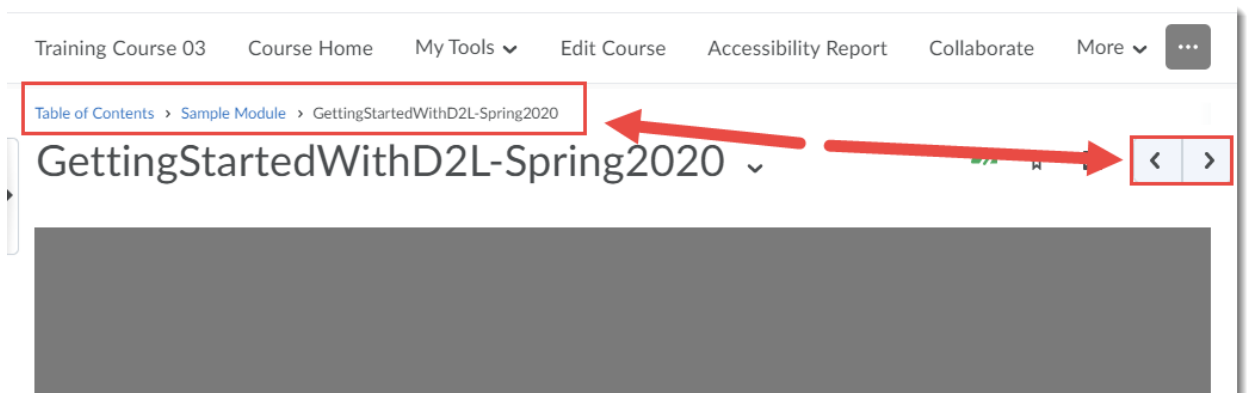 Training Course 03 Course Home My Tools Edit Course Accessibility Report Collaborate More
Table of Contents › Sample Module › GettingStartedWithD2L-Spring2020
GettingStartedWithD2L-Spring2020